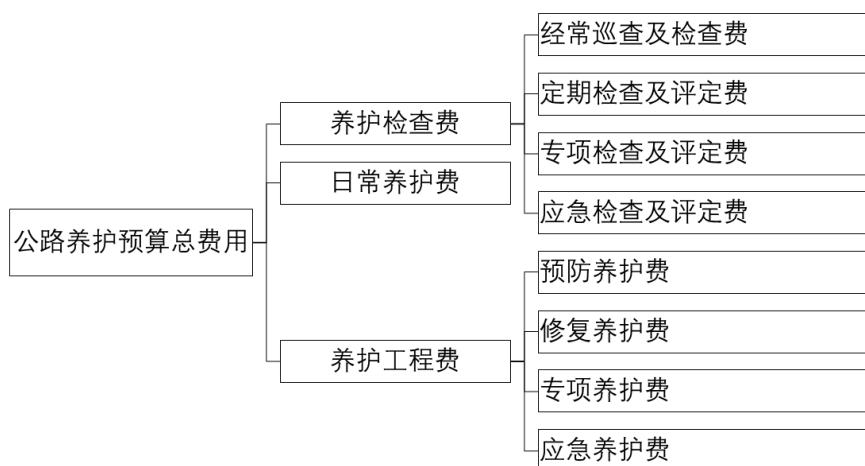 公路养护预算总费用
养护检查费
经常巡查及检查费
定期检查及评定费
专项检查及评定费
应急检查及评定费
日常养护费
养护工程费
预防养护费
修复养护费
专项养护费
应急养护费